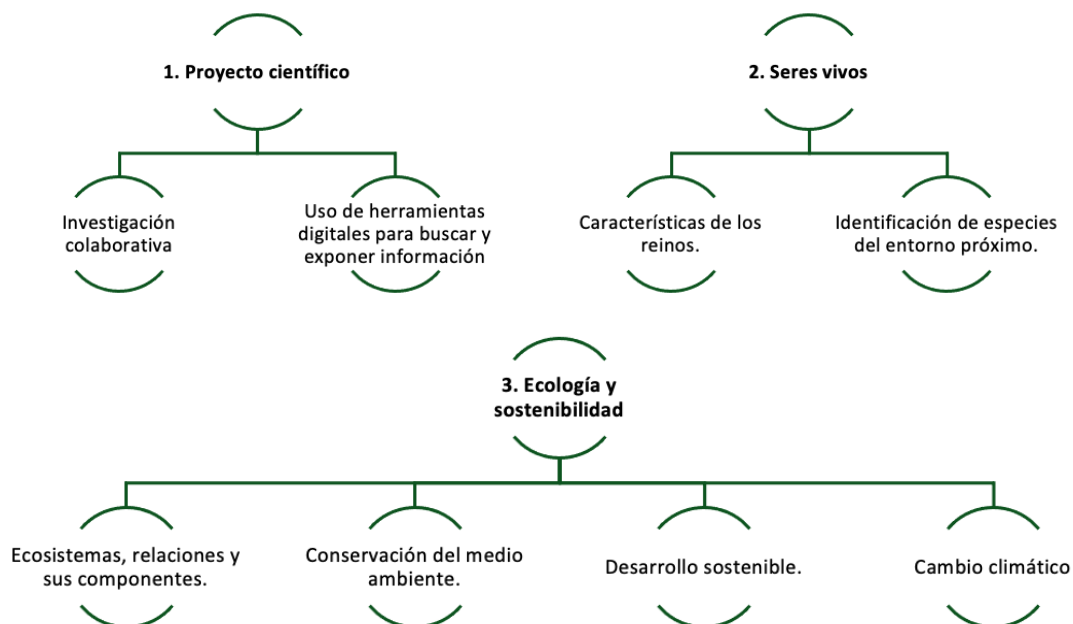 1. Proyecto científico
Investigación
colaborativa
Uso de herramientas
digitales para buscar y
exponer información
2. Seres vivos
Características de los
reinos.
Identificación de especies
del entorno próximo.
3. Ecología y
sostenibilidad
Ecosistemas, relaciones y
sus componentes.
Conservación del medio
ambiente.
Desarrollo sostenible.
Cambio climático